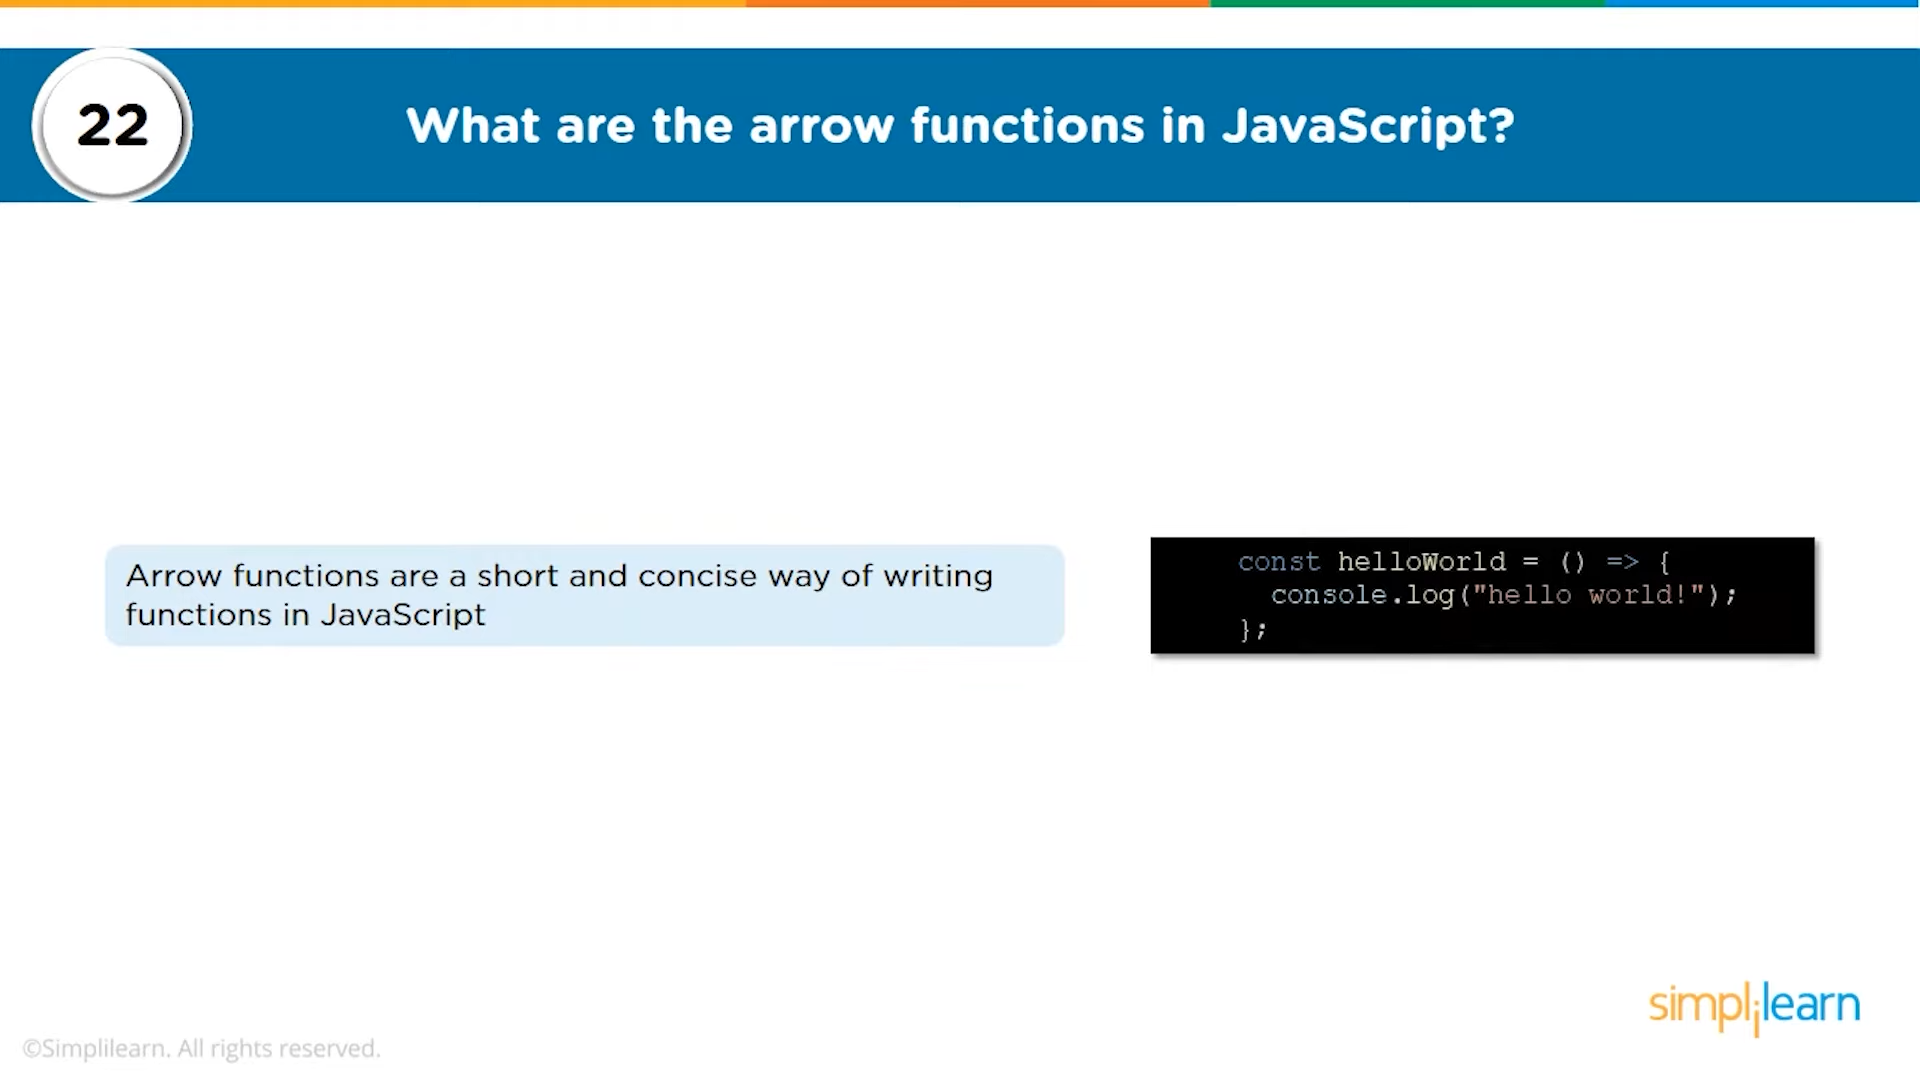 22
What are the arrow functions in JavaScript?
Arrow functions are a short and concise way of writing
functions in JavaScript
const helloWorld = () => {
  console.log("hello world!");
};
simplilearn
©Simplilearn. All rights reserved.